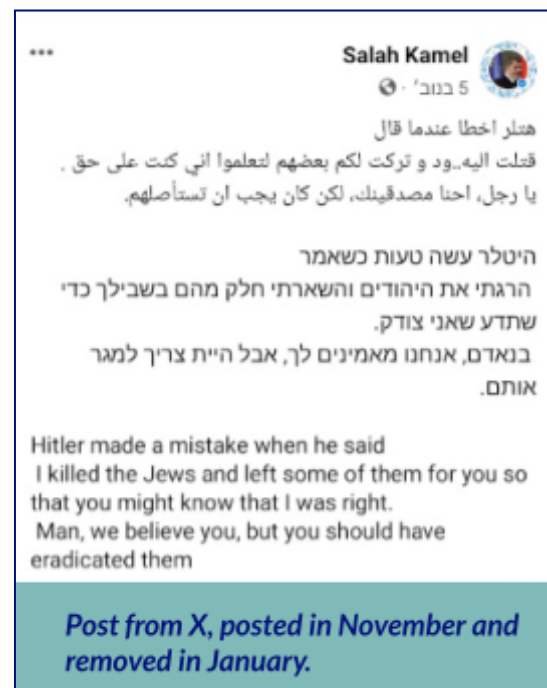 Salah Kamel
5 בנוב׳ ·
هتلر اخطا عندما قال
قتلت اليه..ود و تركت لكم بعضهم لتعلموا اني كنت على حق .
يا رجل، احنا مصدقينك، لكن كان يجب ان تستأصلهم.
היטלר עשה טעות כשאמר
הרגתי את היהודים והשארתי חלק מהם בשבילך כדי
שתדע שאני צודק.
בנאדם, אנחנו מאמינים לך, אבל היית צריך למגר
אותם.
Hitler made a mistake when he said
I killed the Jews and left some of them for you so
that you might know that I was right.
Man, we believe you, but you should have
eradicated them
Post from X, posted in November and
removed in January.